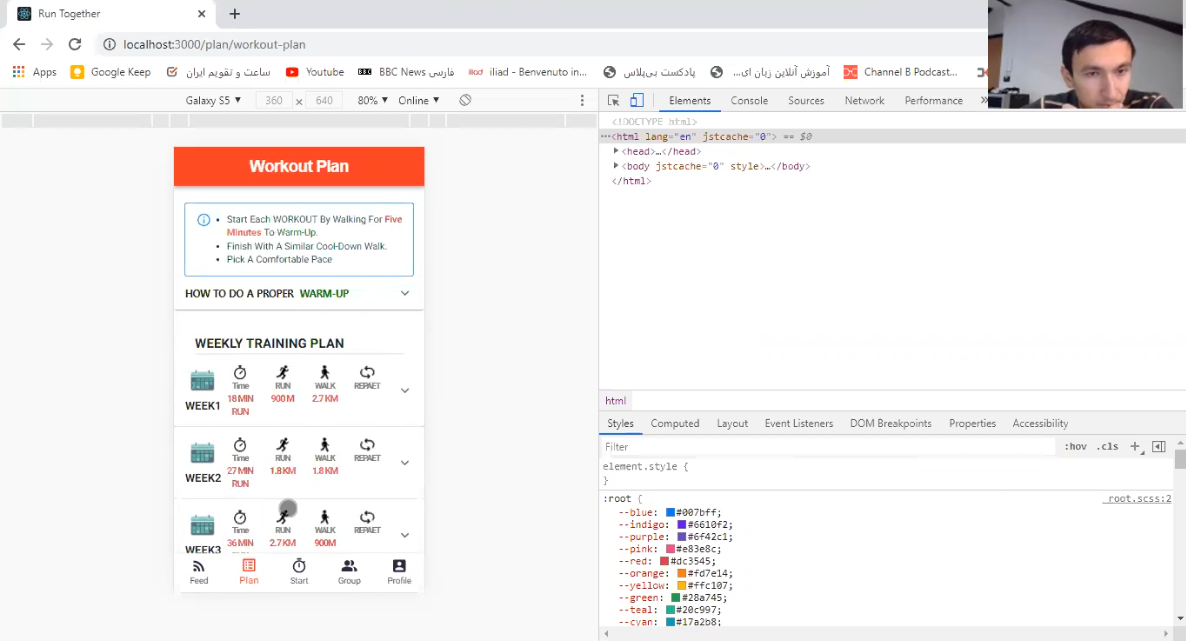 Run Together
localhost:3000/plan/workout-plan
Apps Google Keep ساعت و تقویم ایران Youtube BBC News فارسی iliad - Benvenuto in... پادکست بی‌پلاس آموزش آنلاین زبان ای... Channel B Podcast...
Galaxy S5 ▼ 360 x 640 80% ▼ Online ▼
Elements Console Sources Network Performance »
Workout Plan
Start Each WORKOUT By Walking For Five
Minutes To Warm-Up.
Finish With A Similar Cool-Down Walk.
Pick A Comfortable Pace
HOW TO DO A PROPER WARM-UP
WEEKLY TRAINING PLAN
Time RUN WALK REPAET
18 MIN 900 M 2.7 KM
WEEK1 RUN
Time RUN WALK REPAET
27 MIN 1.8 KM 1.8 KM
WEEK2 RUN
Time RUN WALK REPAET
36 MIN 2.7 KM 900M
WEEK3
Feed Plan Start Group Profile
<!DOCTYPE html>
<html lang="en" jstcache="0"> == $0
<head>…</head>
<body jstcache="0" style>…</body>
</html>
html
Styles Computed Layout Event Listeners DOM Breakpoints Properties Accessibility
Filter :hov .cls +
element.style {
}
:root { _root.scss:2
--blue: #007bff;
--indigo: #6610f2;
--purple: #6f42c1;
--pink: #e83e8c;
--red: #dc3545;
--orange: #fd7e14;
--yellow: #ffc107;
--green: #28a745;
--teal: #20c997;
--cyan: #17a2b8;